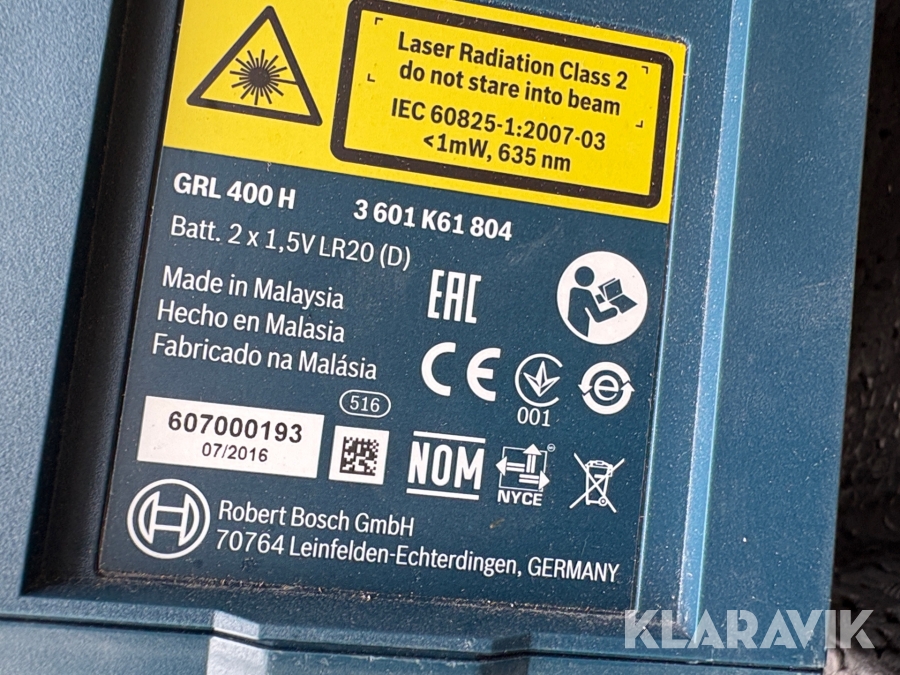 Laser Radiation Class 2
do not stare into beam
IEC 60825-1:2007-03
<1mW, 635 nm
GRL 400 H 3 601 K61 804
Batt. 2 x 1,5V LR20 (D)
Made in Malaysia
Hecho en Malasia
Fabricado na Malásia
EAC
CE
001
e
516
607000193
07/2016
NOM
NYCE
Robert Bosch GmbH
70764 Leinfelden-Echterdingen, GERMANY
KLARAVIK